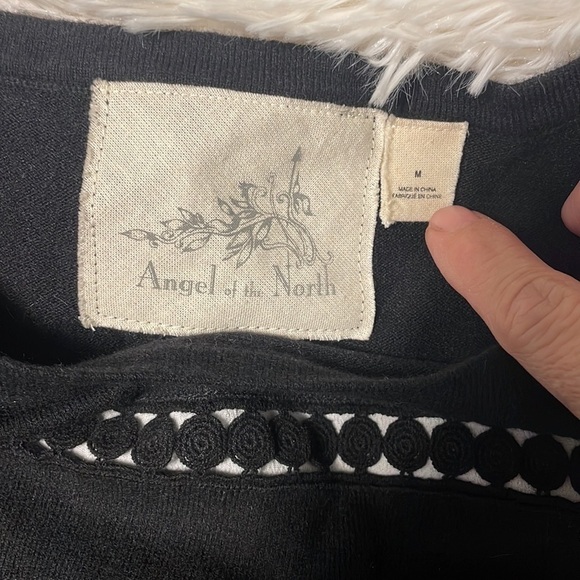 Angel of the North
M
MADE IN CHINA
FABRIQUÉ EN CHINE